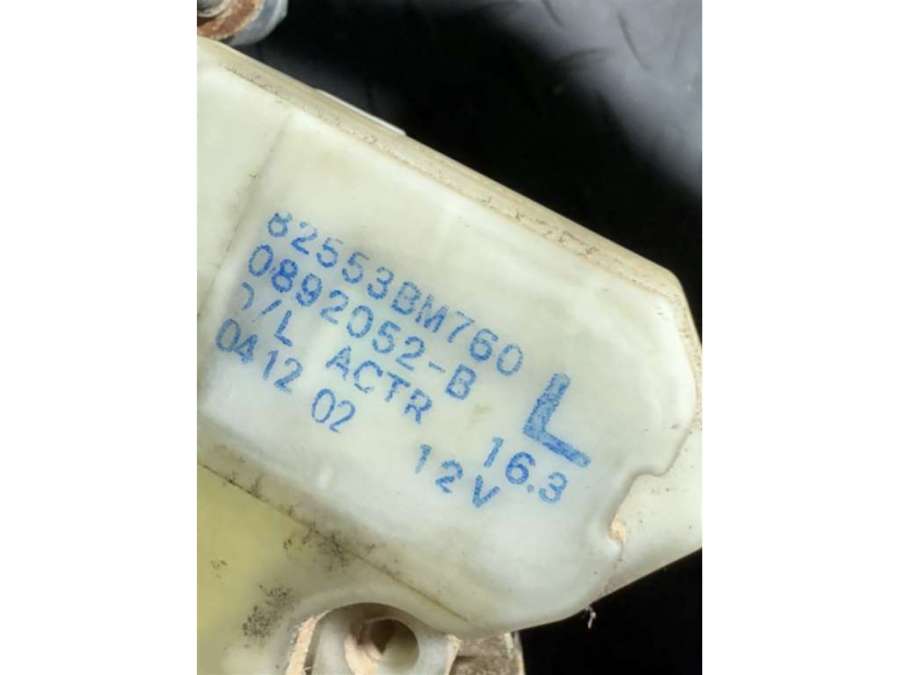 82553BM760
0892052-B L
D/L ACTR 16.3
0412 02 12V